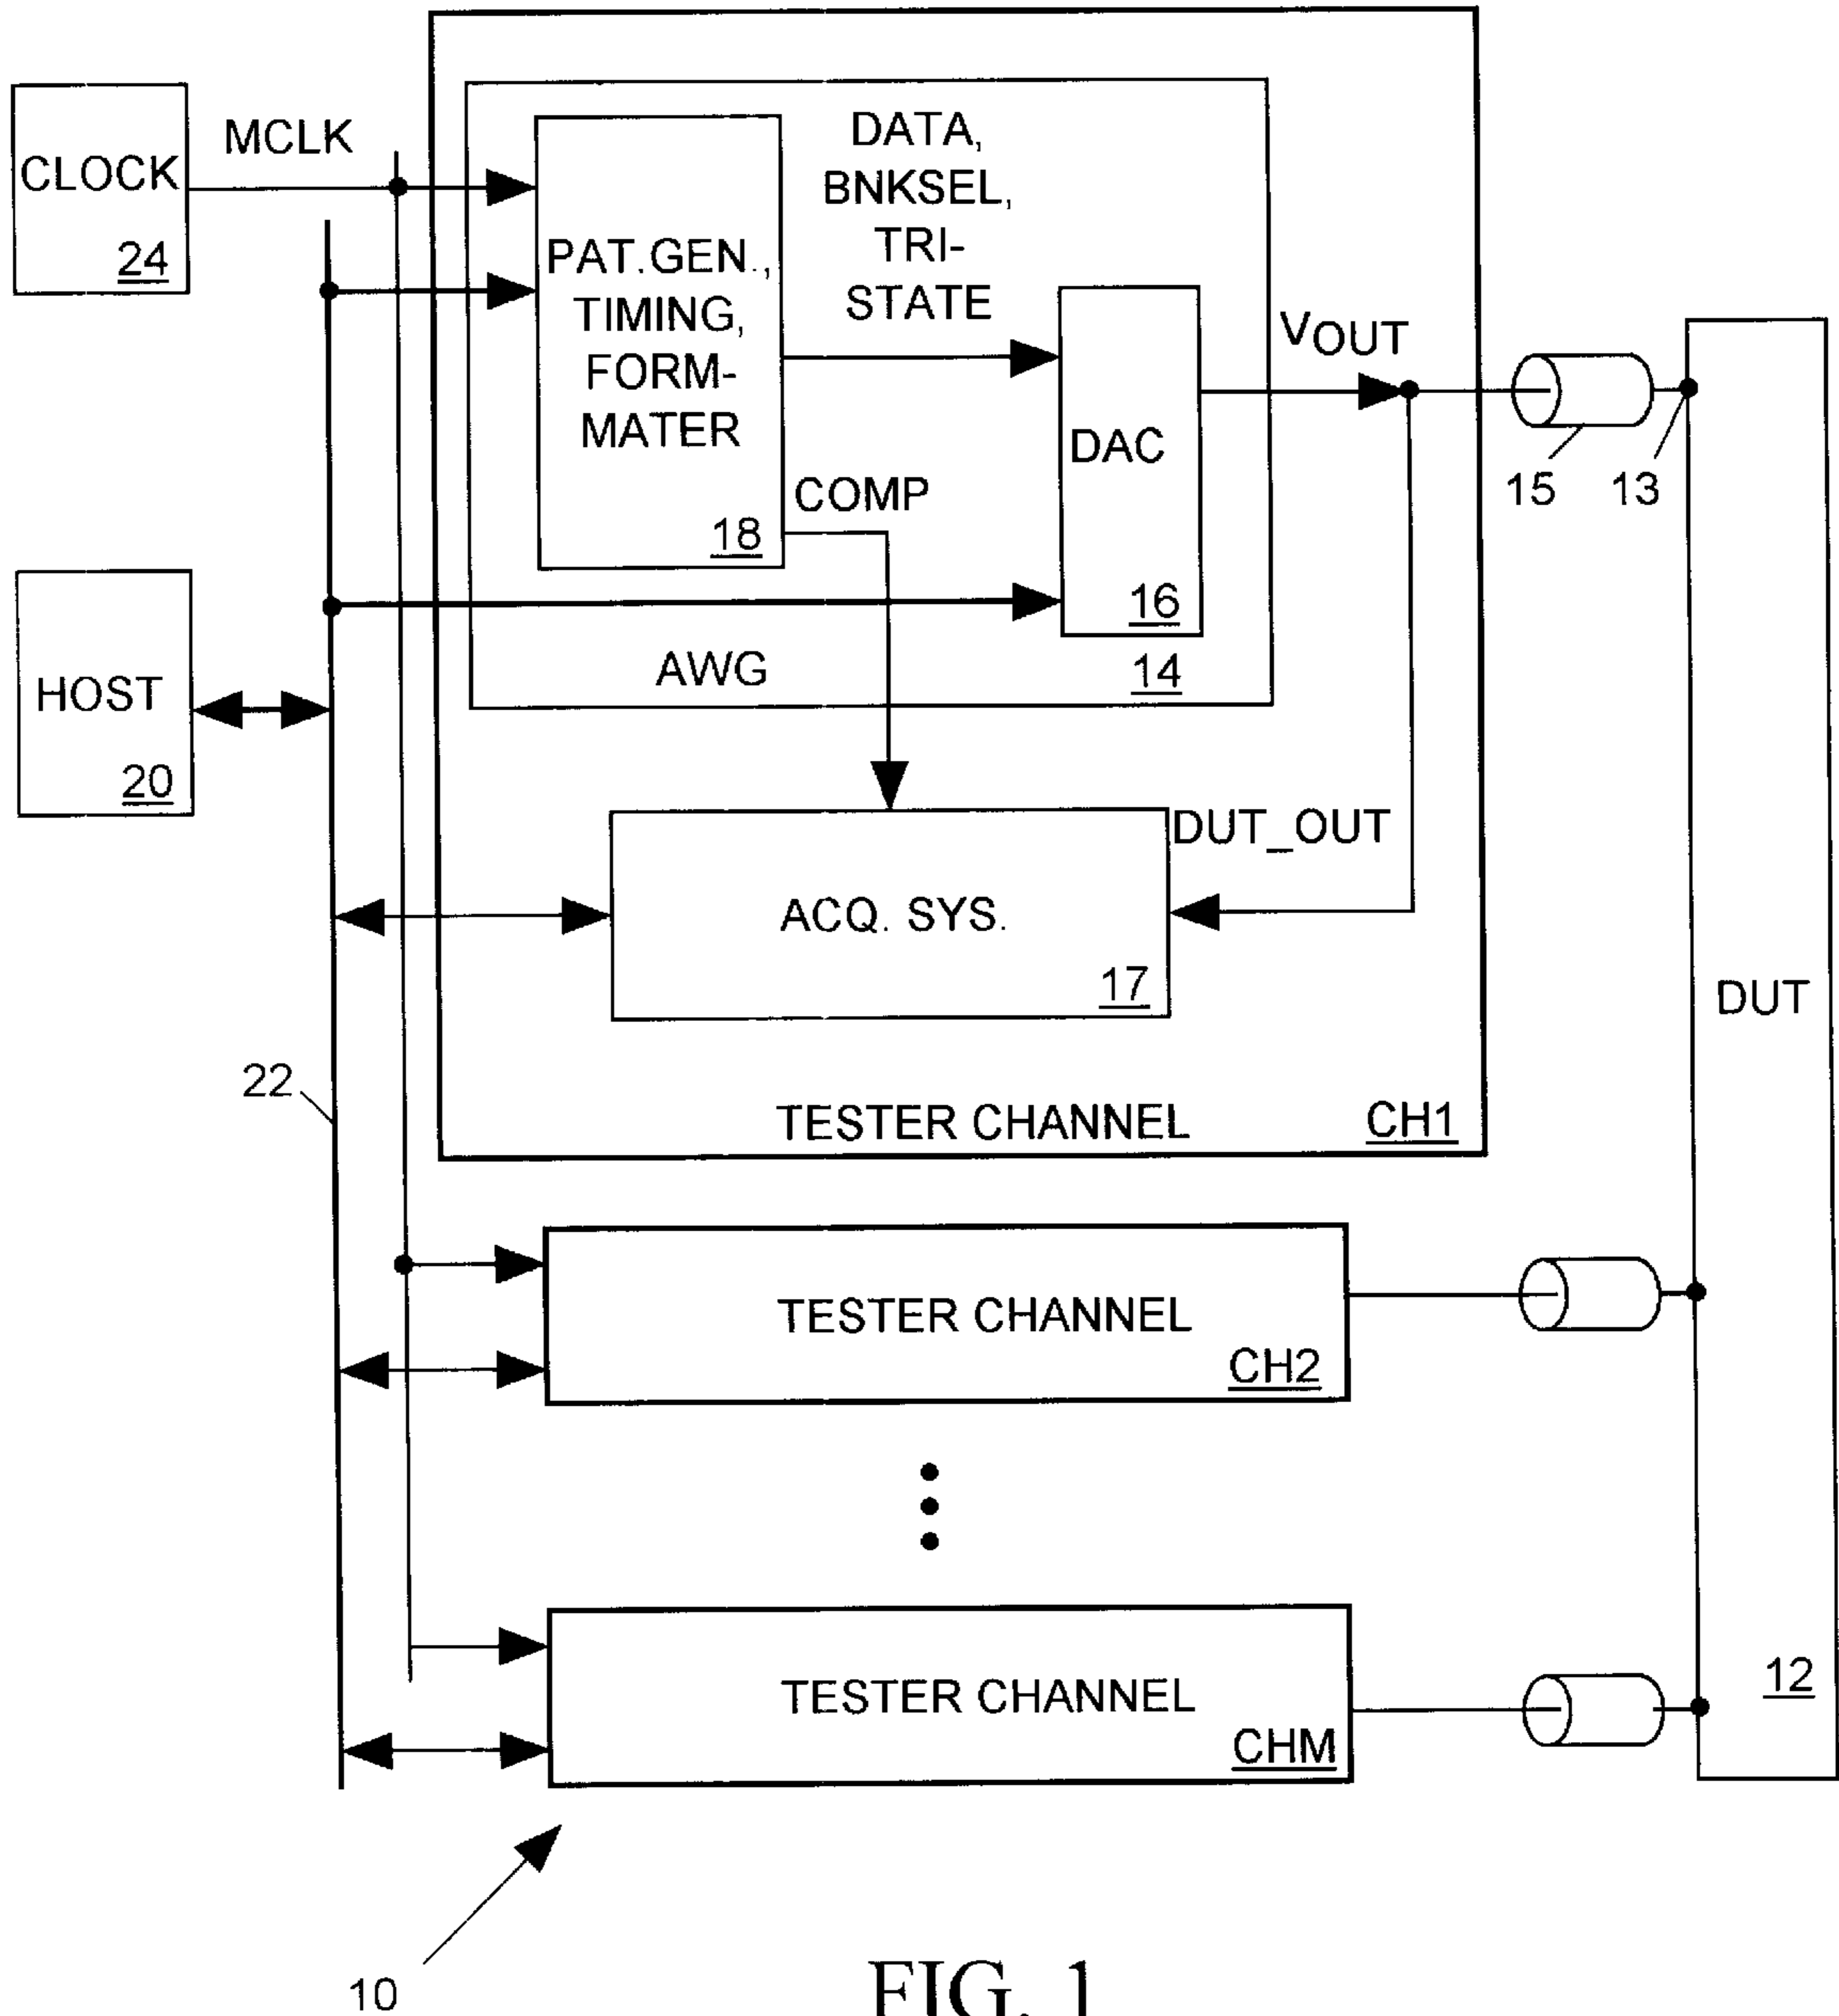 CLOCK
24
MCLK
PAT.GEN.,
TIMING,
FORM-
MATER
18
DATA,
BNKSEL,
TRI-
STATE
COMP
DAC
16
AWG
14
VOUT
15
13
HOST
20
ACQ. SYS.
17
DUT_OUT
DUT
22
TESTER CHANNEL
CH1
TESTER CHANNEL
CH2
TESTER CHANNEL
CHM
12
10
FIG. 1